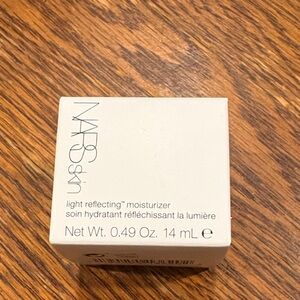 NARSskin
light reflecting™ moisturizer
soin hydratant réfléchissant la lumière
Net Wt. 0.49 Oz. 14 mL ℮